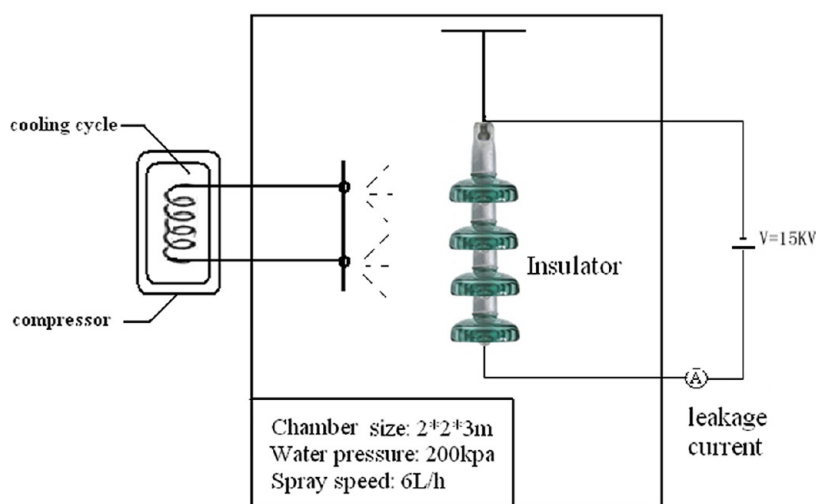 cooling cycle
compressor
Insulator
V=15KV
A
leakage
current
Chamber size: 2*2*3m
Water pressure: 200kpa
Spray speed: 6L/h